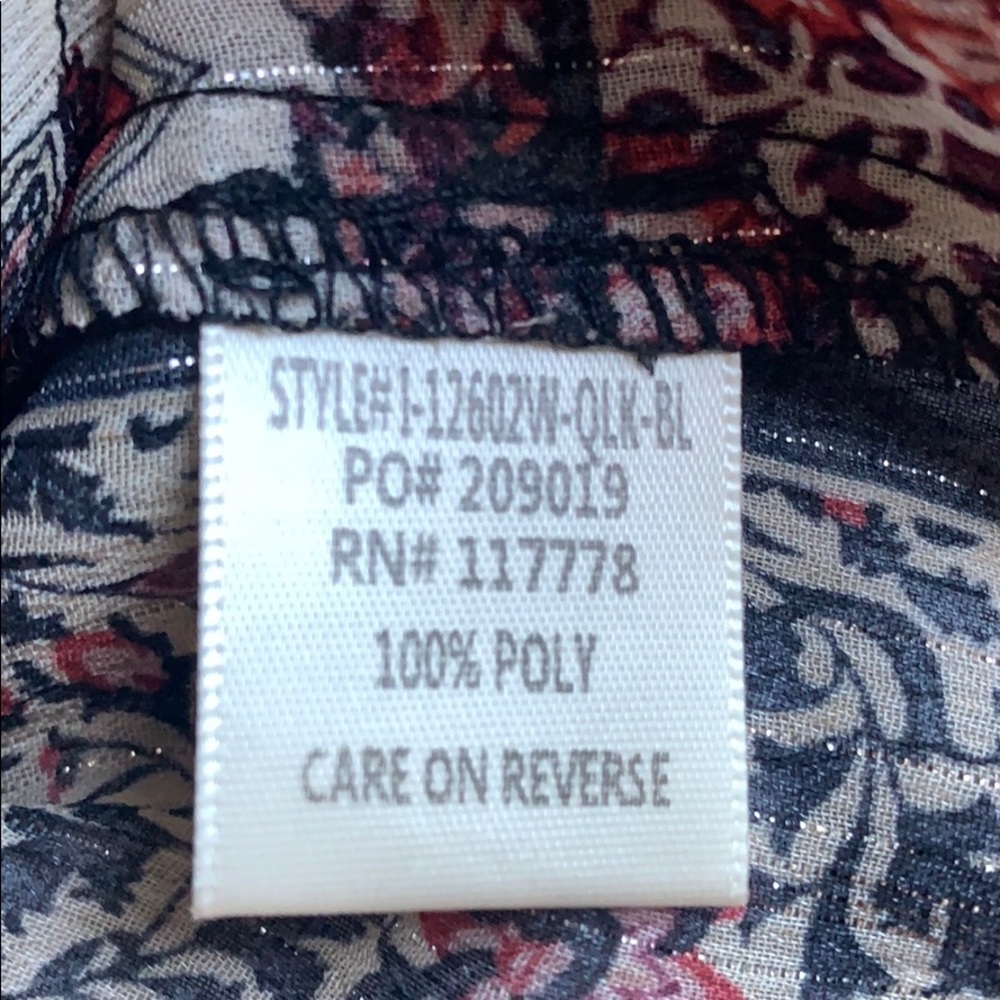 STYLE# I-12602W-QLK-BL
PO# 209019
RN# 117778
100% POLY
CARE ON REVERSE